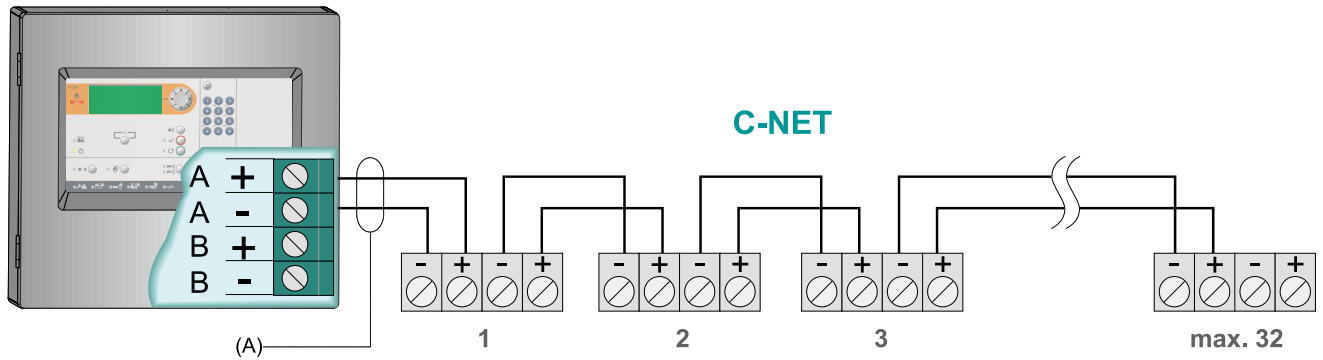 C-NET
A +
A -
B +
B -
- + - +
- + - +
- + - +
- + - +
1
2
3
max. 32
(A)